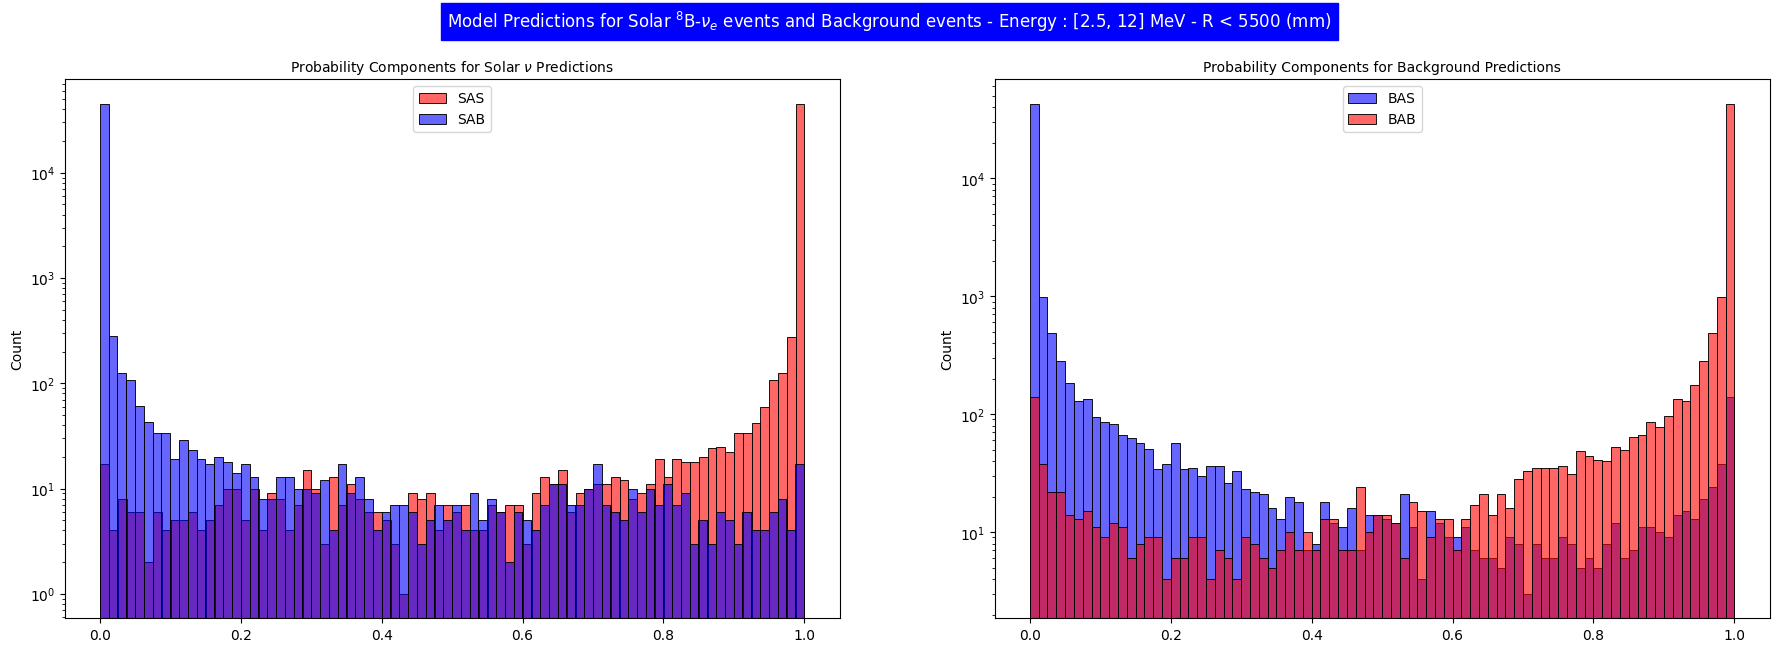 Model Predictions for Solar ⁸B-νₑ events and Background events - Energy : [2.5, 12] MeV - R < 5500 (mm)
Probability Components for Solar ν Predictions
SAS
SAB
Count
10⁴
10³
10²
10¹
10⁰
0.0 0.2 0.4 0.6 0.8 1.0
Probability Components for Background Predictions
BAS
BAB
Count
10⁴
10³
10²
10¹
0.0 0.2 0.4 0.6 0.8 1.0